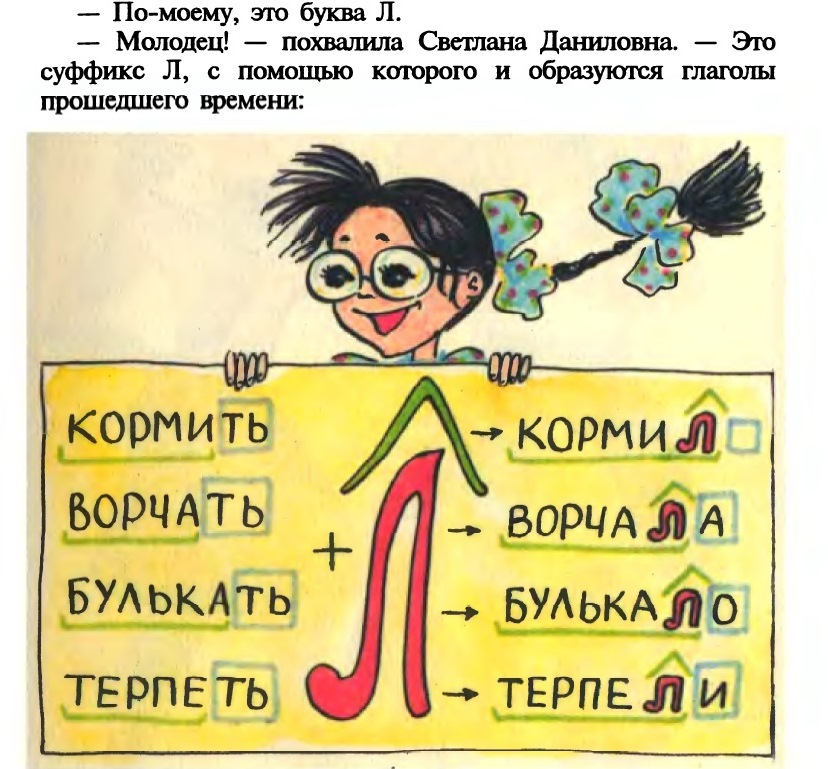 — По-моему, это буква Л.
— Молодец! — похвалила Светлана Даниловна. — Это
суффикс Л, с помощью которого и образуются глаголы
прошедшего времени:
КОРМИТЬ → КОРМИЛ
ВОРЧАТЬ → ВОРЧАЛА
+ Л
БУЛЬКАТЬ → БУЛЬКАЛО
ТЕРПЕТЬ → ТЕРПЕЛИ